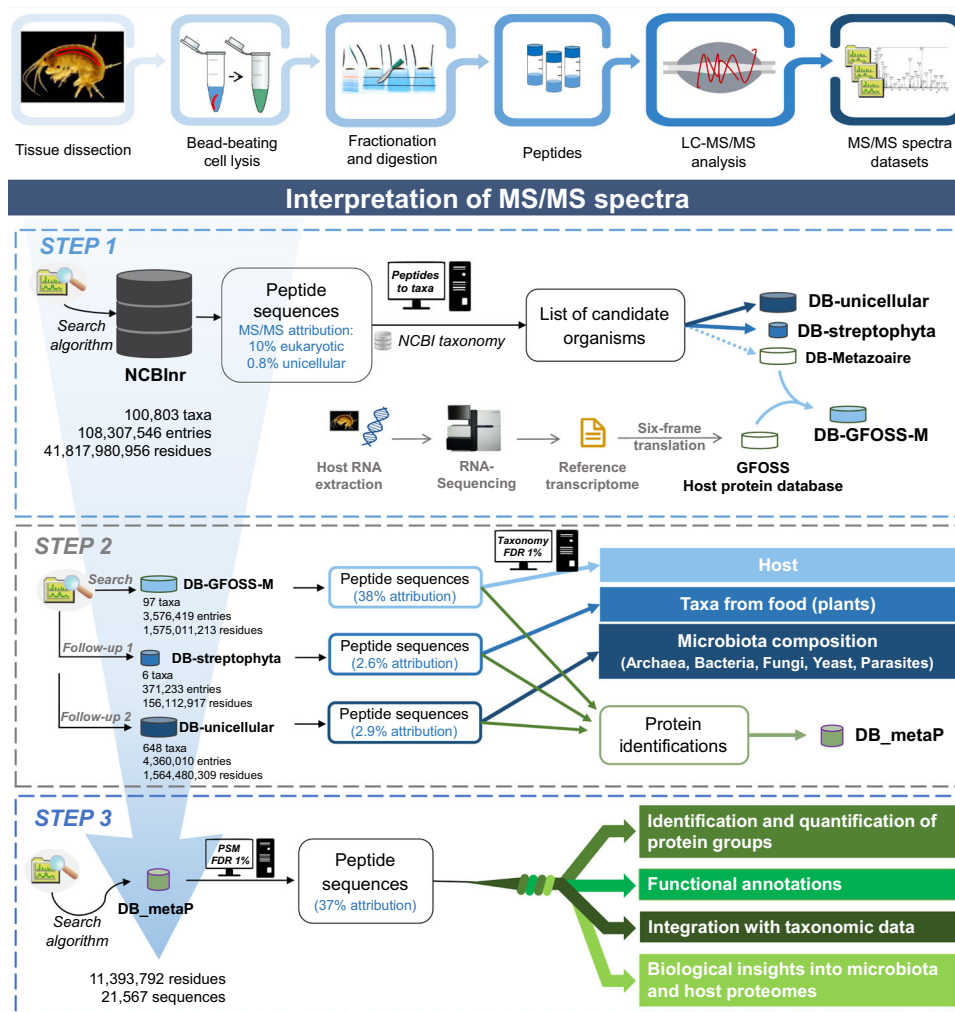 Tissue dissection
Bead-beating
cell lysis
Fractionation
and digestion
Peptides
LC-MS/MS
analysis
MS/MS spectra
datasets
Interpretation of MS/MS spectra
STEP 1
Search
algorithm
NCBInr
100,803 taxa
108,307,546 entries
41,817,980,956 residues
Peptide
sequences
MS/MS attribution:
10% eukaryotic
0.8% unicellular
Peptides
to taxa
NCBI taxonomy
List of candidate
organisms
DB-unicellular
DB-streptophyta
DB-Metazoaire
DB-GFOSS-M
Host RNA
extraction
RNA-
Sequencing
Reference
transcriptome
Six-frame
translation
GFOSS
Host protein database
STEP 2
Search
DB-GFOSS-M
97 taxa
3,576,419 entries
1,575,011,213 residues
Follow-up 1
DB-streptophyta
6 taxa
371,233 entries
156,112,917 residues
Follow-up 2
DB-unicellular
648 taxa
4,360,010 entries
1,564,480,309 residues
Peptide sequences
(38% attribution)
Peptide sequences
(2.6% attribution)
Peptide sequences
(2.9% attribution)
Taxonomy
FDR 1%
Host
Taxa from food (plants)
Microbiota composition
(Archaea, Bacteria, Fungi, Yeast, Parasites)
Protein
identifications
DB_metaP
STEP 3
Search
algorithm
DB_metaP
11,393,792 residues
21,567 sequences
PSM
FDR 1%
Peptide
sequences
(37% attribution)
Identification and quantification of
protein groups
Functional annotations
Integration with taxonomic data
Biological insights into microbiota
and host proteomes